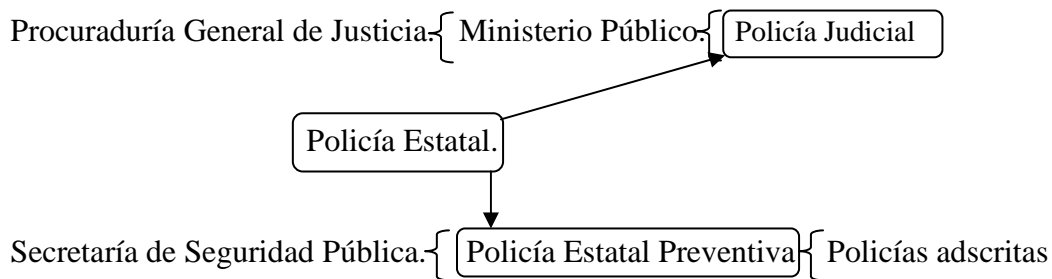 Procuraduría General de Justicia. Ministerio Público. Policía Judicial
Policía Estatal.
Secretaría de Seguridad Pública. Policía Estatal Preventiva Policías adscritas